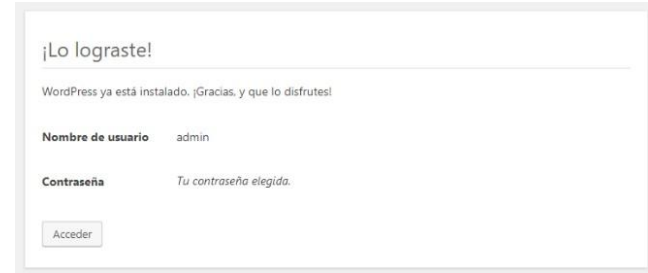 ¡Lo lograste!
WordPress ya está instalado. ¡Gracias, y que lo disfrutes!
Nombre de usuario admin
Contraseña Tu contraseña elegida.
Acceder